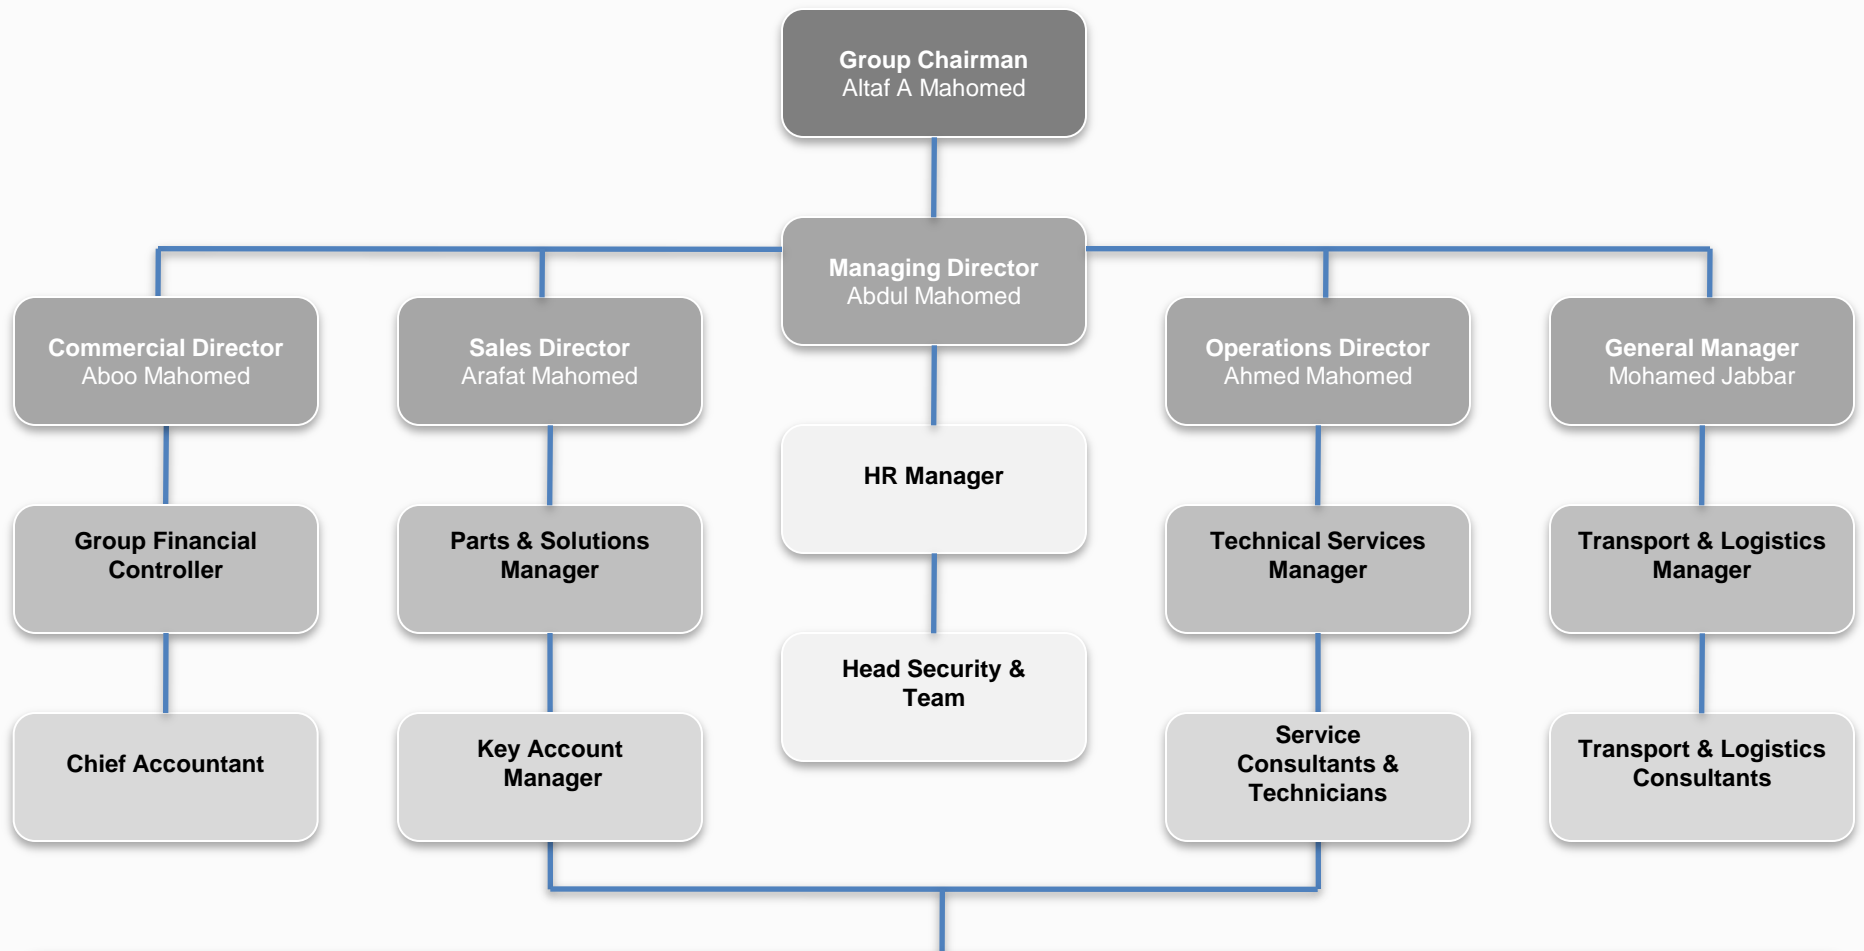 Group Chairman
Altaf A Mahomed
Managing Director
Abdul Mahomed
Commercial Director
Aboo Mahomed
Sales Director
Arafat Mahomed
Operations Director
Ahmed Mahomed
General Manager
Mohamed Jabbar
HR Manager
Group Financial
Controller
Parts & Solutions
Manager
Technical Services
Manager
Transport & Logistics
Manager
Head Security &
Team
Chief Accountant
Key Account
Manager
Service
Consultants &
Technicians
Transport & Logistics
Consultants